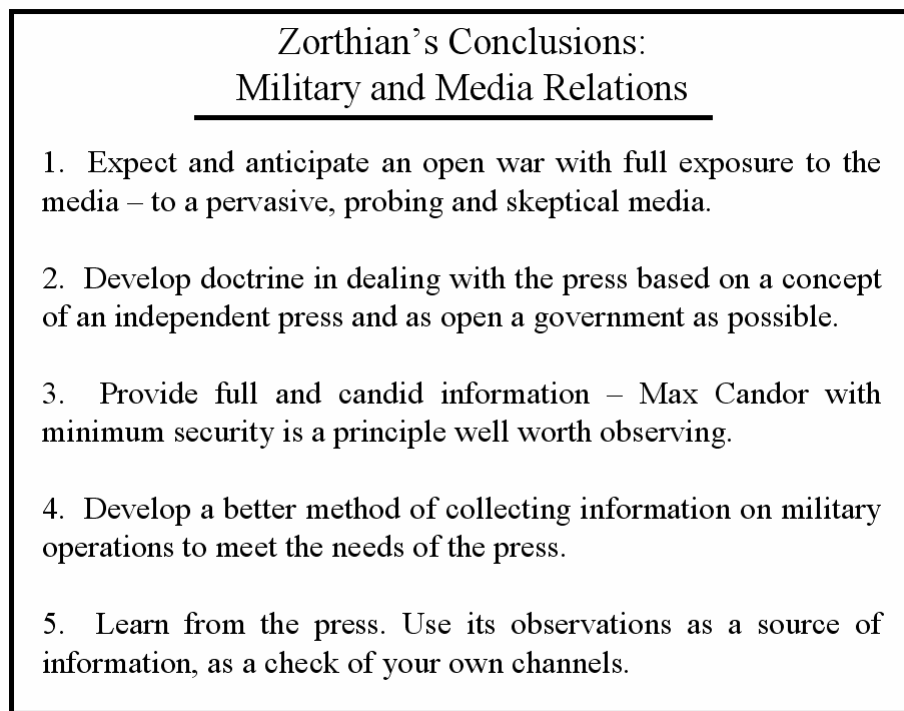 Zorthian’s Conclusions:
Military and Media Relations
1. Expect and anticipate an open war with full exposure to the
media – to a pervasive, probing and skeptical media.
2. Develop doctrine in dealing with the press based on a concept
of an independent press and as open a government as possible.
3. Provide full and candid information – Max Candor with
minimum security is a principle well worth observing.
4. Develop a better method of collecting information on military
operations to meet the needs of the press.
5. Learn from the press. Use its observations as a source of
information, as a check of your own channels.